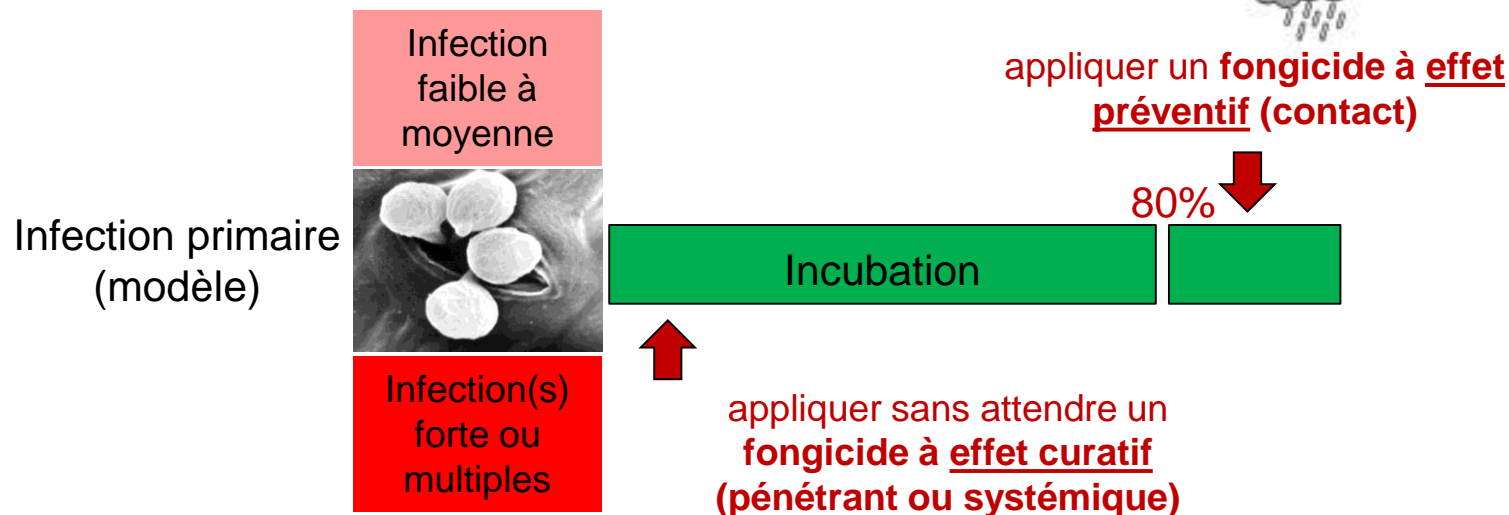 Infection
faible à
moyenne
appliquer un fongicide à effet
préventif (contact)
80%
Infection primaire
(modèle)
Incubation
Infection(s)
forte ou
multiples
appliquer sans attendre un
fongicide à effet curatif
(pénétrant ou systémique)